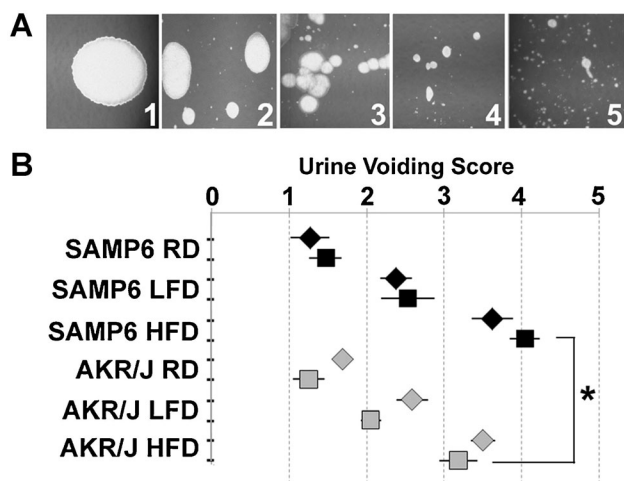 A
1 2 3 4 5
B
Urine Voiding Score
0 1 2 3 4 5
SAMP6 RD
SAMP6 LFD
SAMP6 HFD
AKR/J RD
AKR/J LFD
AKR/J HFD
*